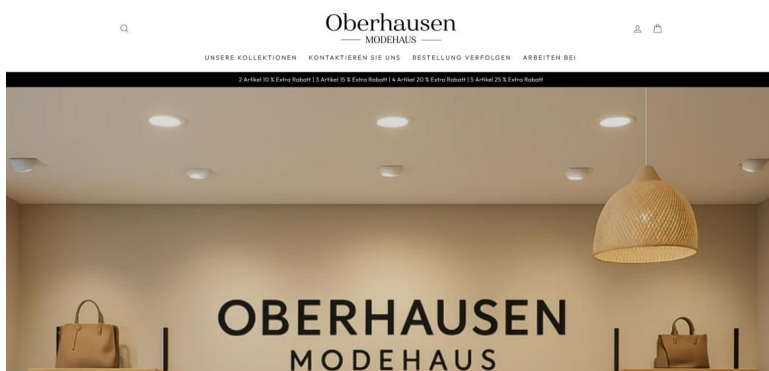 Oberhausen
MODEHAUS
UNSERE KOLLEKTIONEN KONTAKTIEREN SIE UNS BESTELLUNG VERFOLGEN ARBEITEN BEI
2 Artikel 10 % Extra Rabatt | 3 Artikel 15 % Extra Rabatt | 4 Artikel 20 % Extra Rabatt | 5 Artikel 25 % Extra Rabatt
OBERHAUSEN
MODEHAUS